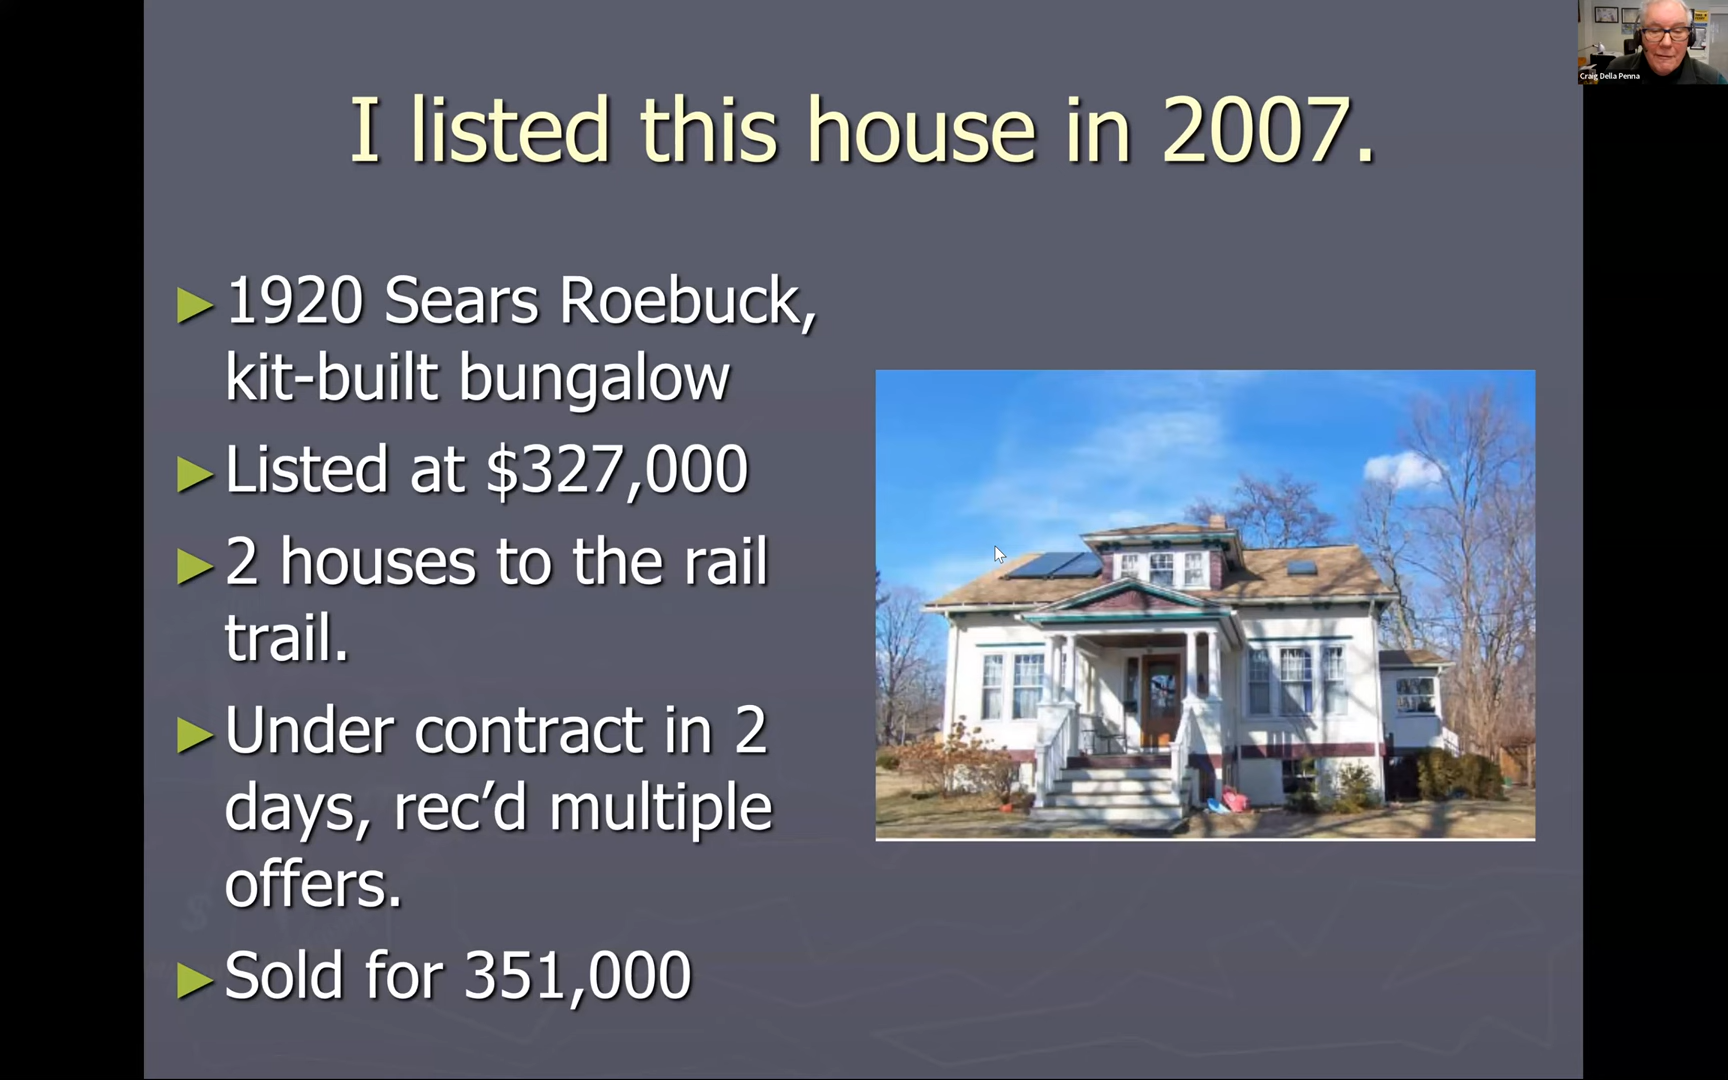 I listed this house in 2007.
►1920 Sears Roebuck,
kit-built bungalow
►Listed at $327,000
►2 houses to the rail
trail.
►Under contract in 2
days, rec’d multiple
offers.
►Sold for 351,000
Craig Della Penna